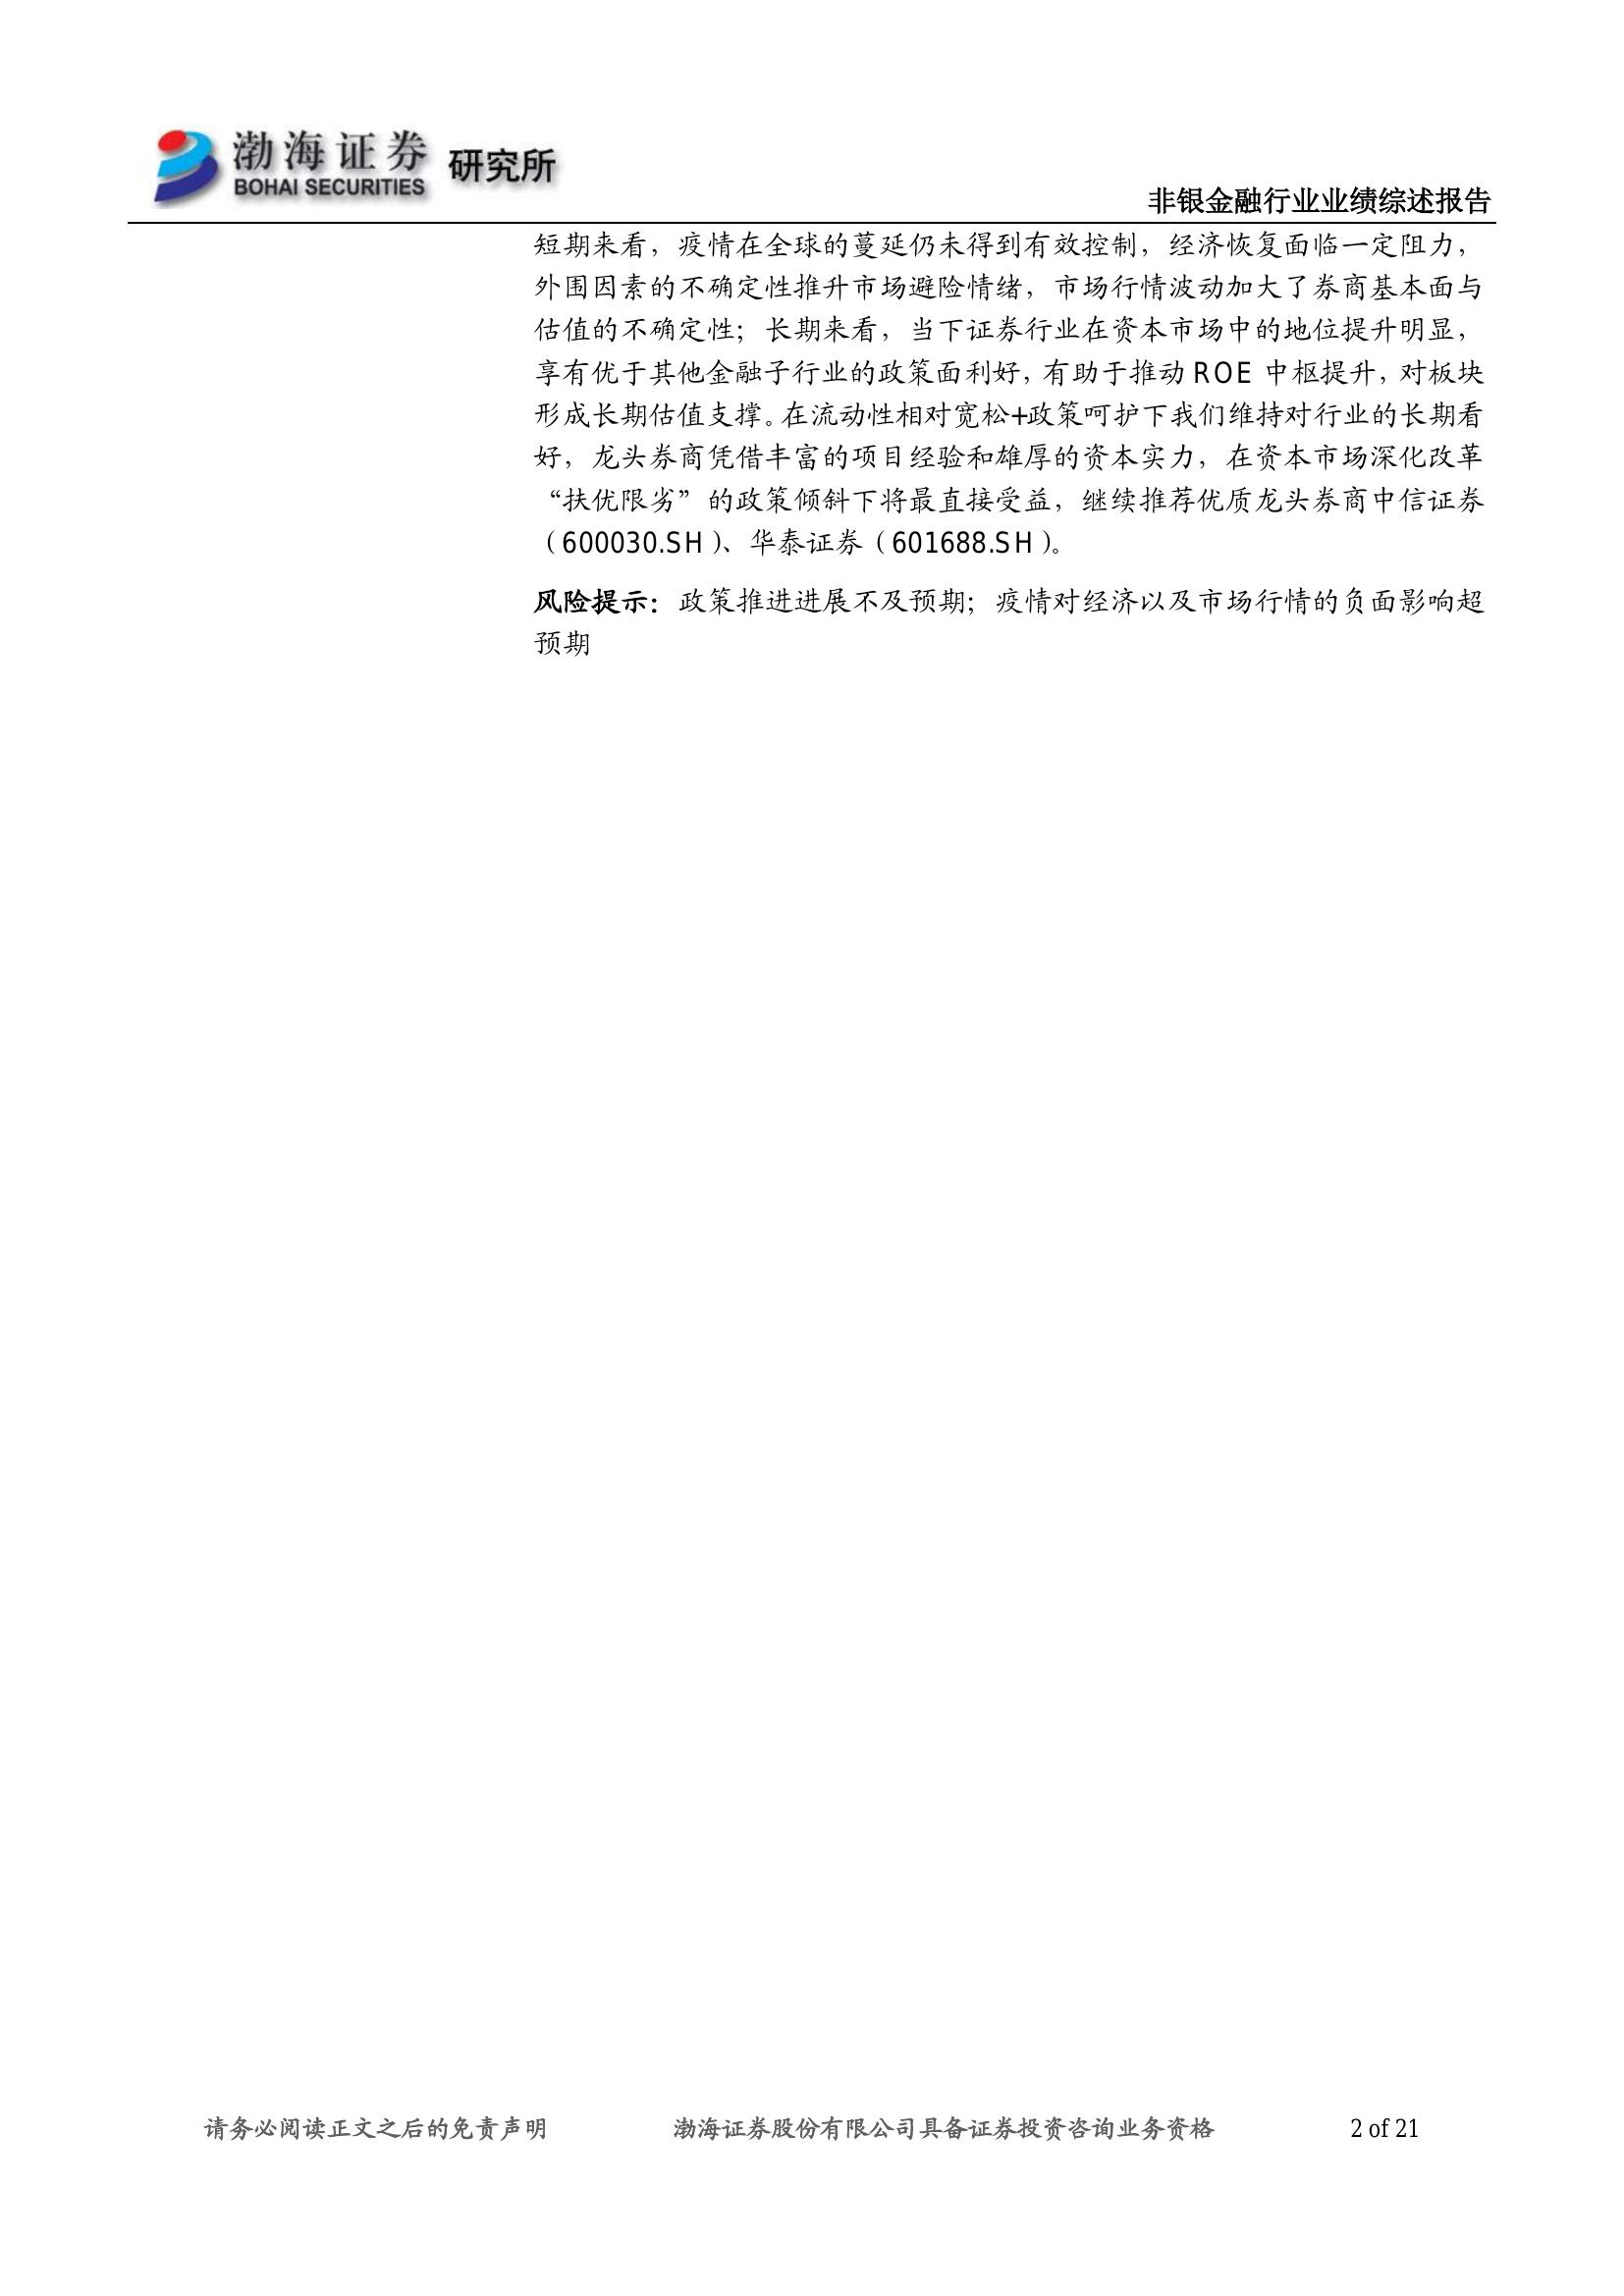 渤海证券 研究所
BOHAI SECURITIES
非银金融行业业绩综述报告
短期来看，疫情在全球的蔓延仍未得到有效控制，经济恢复面临一定阻力，
外围因素的不确定性推升市场避险情绪，市场行情波动加大了券商基本面与
估值的不确定性；长期来看，当下证券行业在资本市场中的地位提升明显，
享有优于其他金融子行业的政策面利好，有助于推动 ROE 中枢提升，对板块
形成长期估值支撑。在流动性相对宽松+政策呵护下我们维持对行业的长期看
好，龙头券商凭借丰富的项目经验和雄厚的资本实力，在资本市场深化改革
“扶优限劣”的政策倾斜下将最直接受益，继续推荐优质龙头券商中信证券
（600030.SH）、华泰证券（601688.SH）。
风险提示：政策推进进展不及预期；疫情对经济以及市场行情的负面影响超
预期
请务必阅读正文之后的免责声明 渤海证券股份有限公司具备证券投资咨询业务资格 2 of 21